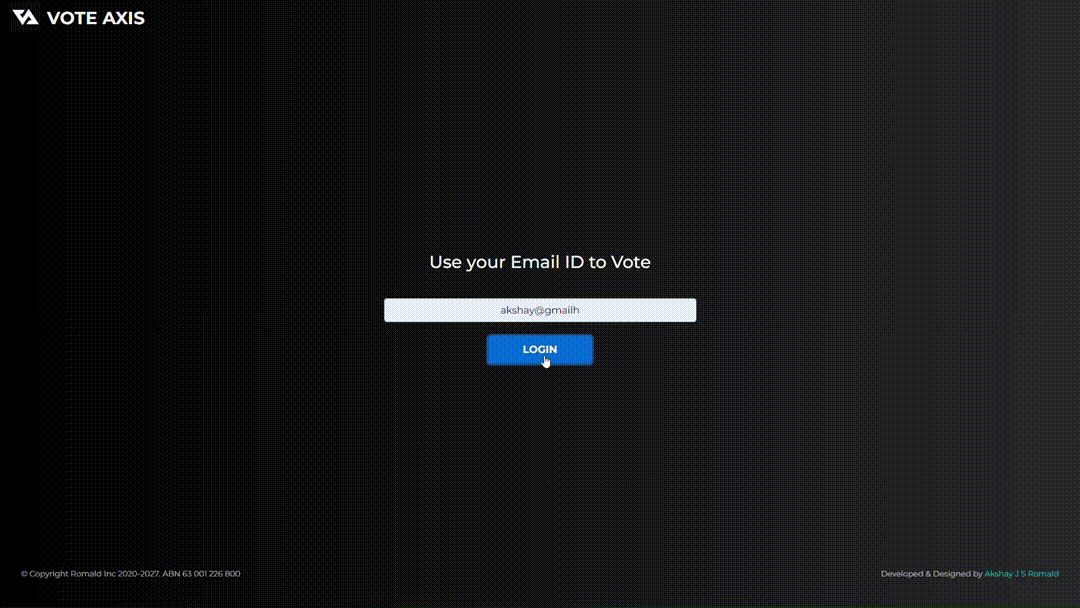 VOTE AXIS
Use your Email ID to Vote
akshay@gmailh
LOGIN
© Copyright Romald Inc 2020-2027. ABN 63 001 226 800
Developed & Designed by Akshay J S Romald